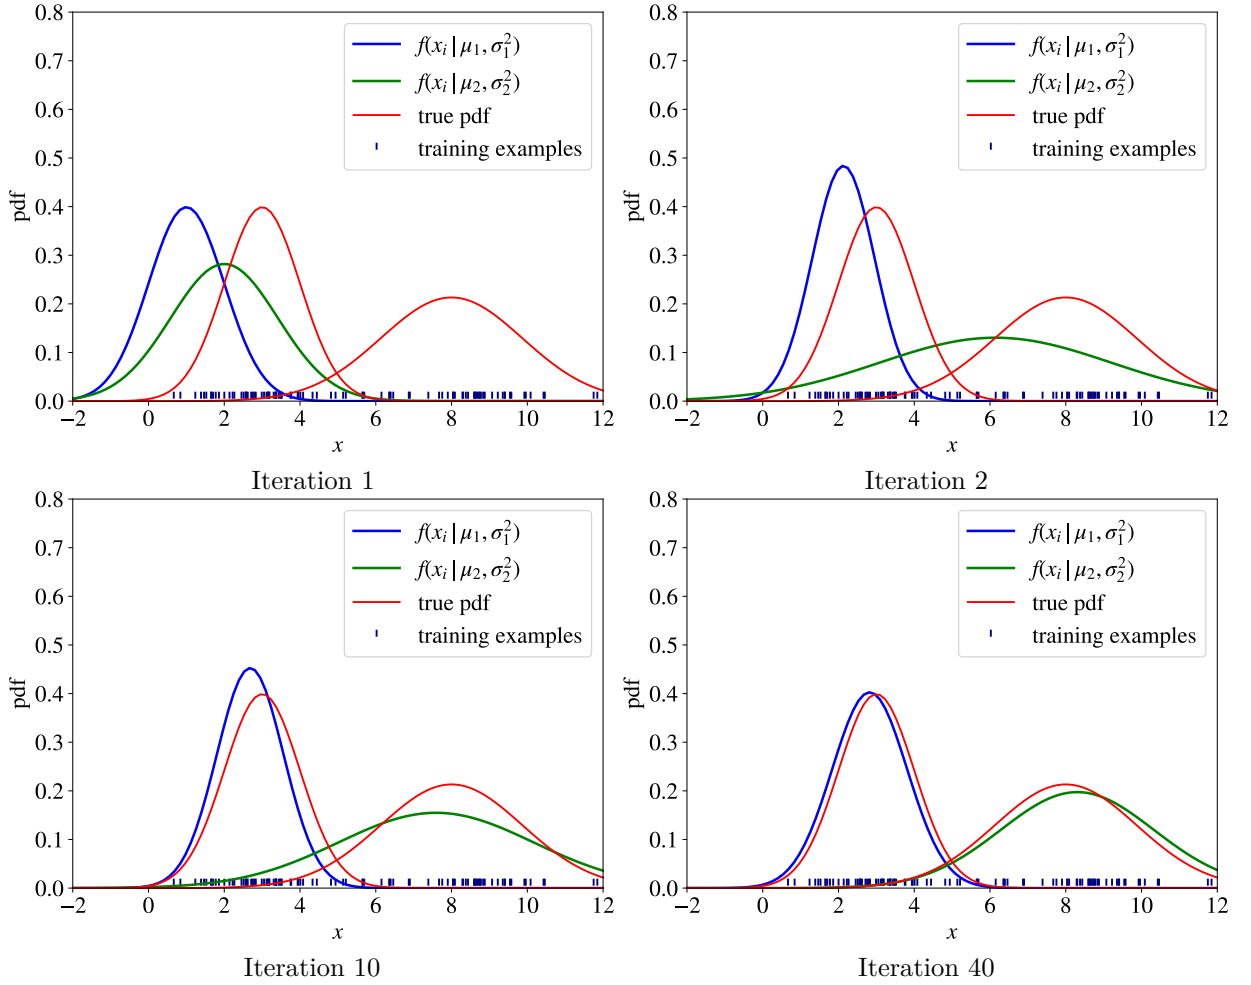 0.8
0.7
0.6
0.5
0.4
0.3
0.2
0.1
0.0
pdf
−2 0 2 4 6 8 10 12
x
f(x_i | μ_1, σ_1^2)
f(x_i | μ_2, σ_2^2)
true pdf
training examples
Iteration 1
0.8
0.7
0.6
0.5
0.4
0.3
0.2
0.1
0.0
pdf
−2 0 2 4 6 8 10 12
x
f(x_i | μ_1, σ_1^2)
f(x_i | μ_2, σ_2^2)
true pdf
training examples
Iteration 2
0.8
0.7
0.6
0.5
0.4
0.3
0.2
0.1
0.0
pdf
−2 0 2 4 6 8 10 12
x
f(x_i | μ_1, σ_1^2)
f(x_i | μ_2, σ_2^2)
true pdf
training examples
Iteration 10
0.8
0.7
0.6
0.5
0.4
0.3
0.2
0.1
0.0
pdf
−2 0 2 4 6 8 10 12
x
f(x_i | μ_1, σ_1^2)
f(x_i | μ_2, σ_2^2)
true pdf
training examples
Iteration 40